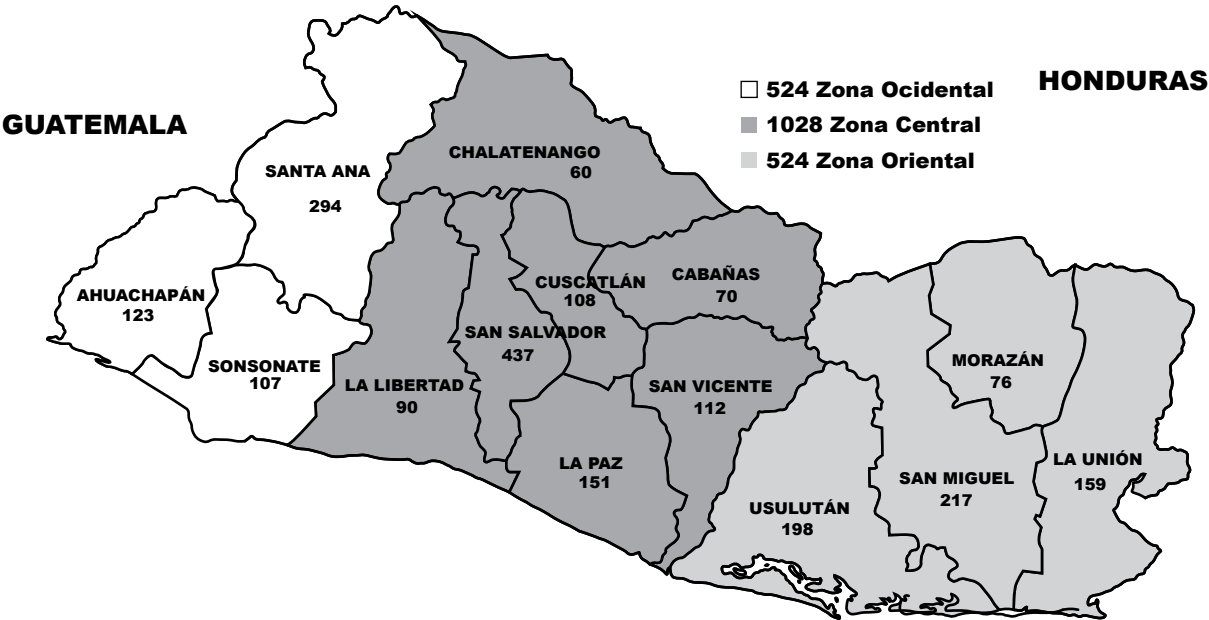 GUATEMALA
HONDURAS
524 Zona Ocidental
1028 Zona Central
524 Zona Oriental
CHALATENANGO
60
SANTA ANA
294
AHUACHAPÁN
123
SONSONATE
107
LA LIBERTAD
90
SAN SALVADOR
437
CUSCATLÁN
108
CABAÑAS
70
SAN VICENTE
112
LA PAZ
151
USULUTÁN
198
SAN MIGUEL
217
MORAZÁN
76
LA UNIÓN
159